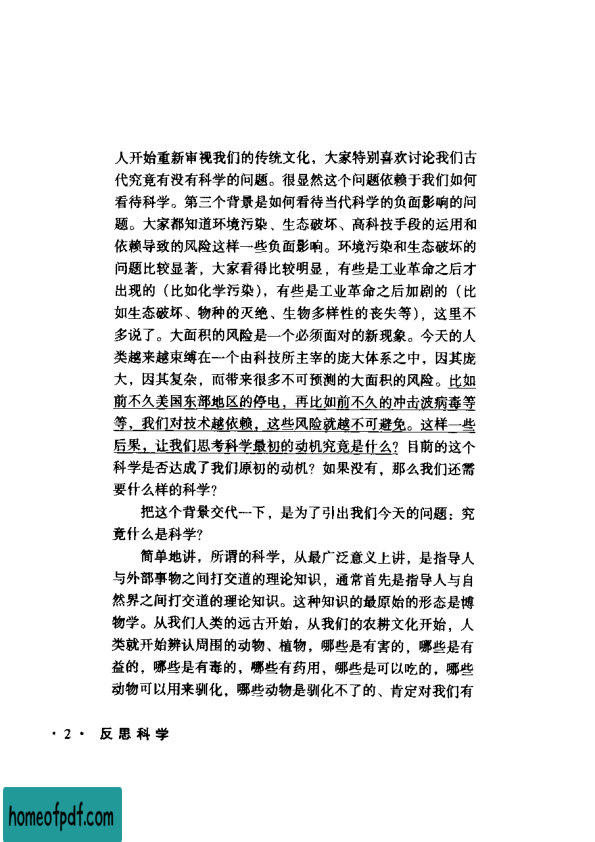 人开始重新审视我们的传统文化，大家特别喜欢讨论我们古
代究竟有没有科学的问题。很显然这个问题依赖于我们如何
看待科学。第三个背景是如何看待当代科学的负面影响的问
题。大家都知道环境污染、生态破坏、高科技手段的运用和
依赖导致的风险这样一些负面影响。环境污染和生态破坏的
问题比较显著，大家看得比较明显，有些是工业革命之后才
出现的（比如化学污染），有些是工业革命之后加剧的（比
如生态破坏、物种的灭绝、生物多样性的丧失等），这里不
多说了。大面积的风险是一个必须面对的新现象。今天的人
类越来越束缚在一个由科技所主宰的庞大体系之中，因其庞
大，因其复杂，而带来很多不可预测的大面积的风险。比如
前不久美国东部地区的停电，再比如前不久的冲击波病毒等
等，我们对技术越依赖，这些风险就越不可避免。这样一些
后果，让我们思考科学最初的动机究竟是什么？目前的这个
科学是否达成了我们原初的动机？如果没有，那么我们还需
要什么样的科学？
把这个背景交代一下，是为了引出我们今天的问题：究
竟什么是科学？
简单地讲，所谓的科学，从最广泛意义上讲，是指导人
与外部事物之间打交道的理论知识，通常首先是指导人与自
然界之间打交道的理论知识。这种知识的最原始的形态是博
物学。从我们人类的远古开始，从我们的农耕文化开始，人
类就开始辨认周围的动物、植物，哪些是有害的，哪些是有
益的，哪些是有毒的，哪些有药用，哪些是可以吃的，哪些
动物可以用来驯化，哪些动物是驯化不了的、肯定对我们有
·2· 反思科学
homeofpdf.com